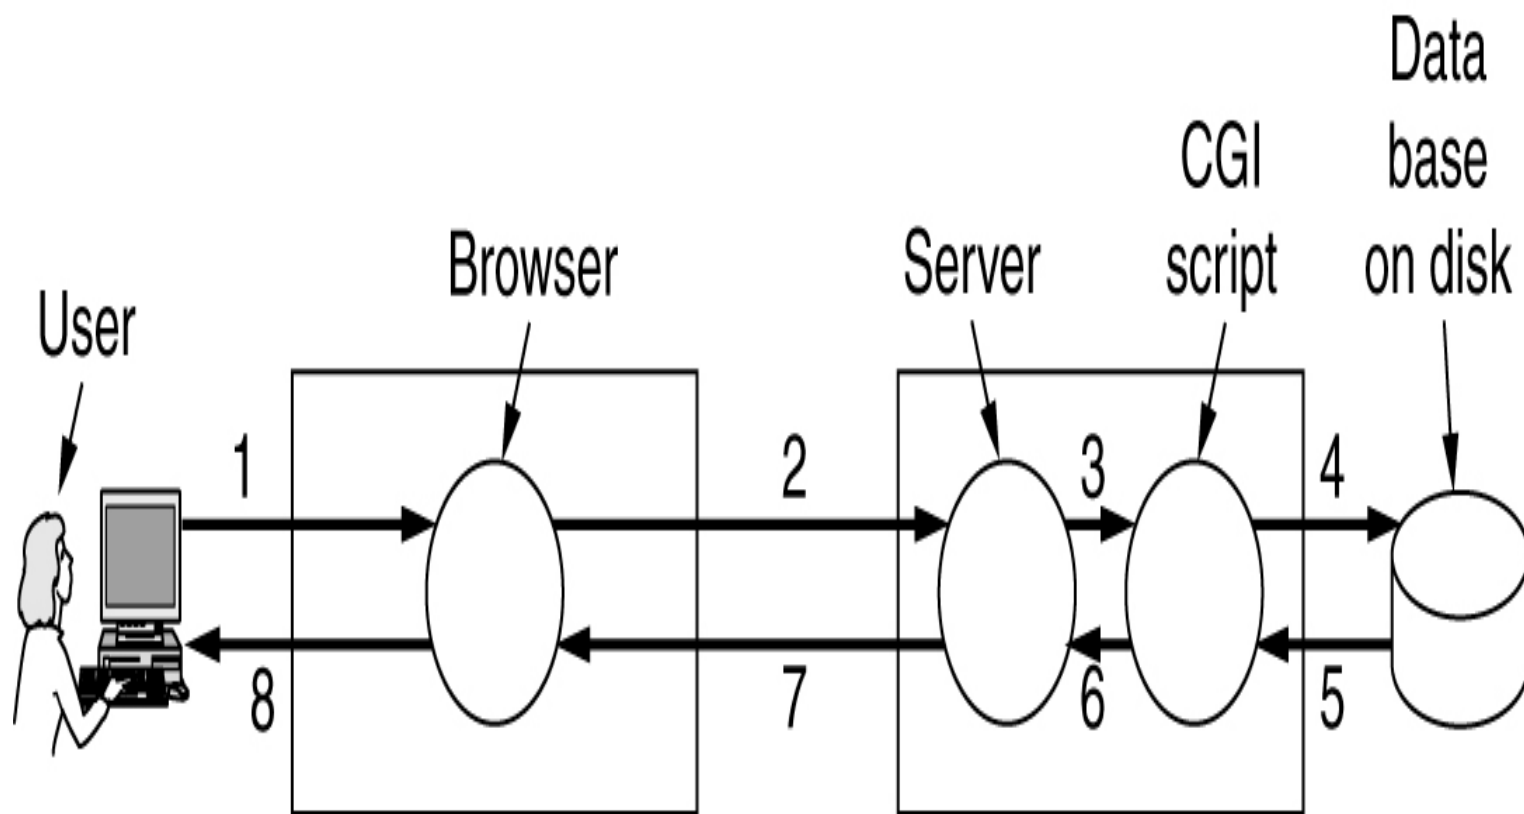 User
Browser
Server
CGI
script
Data
base
on disk
1
2
3
4
8
7
6
5